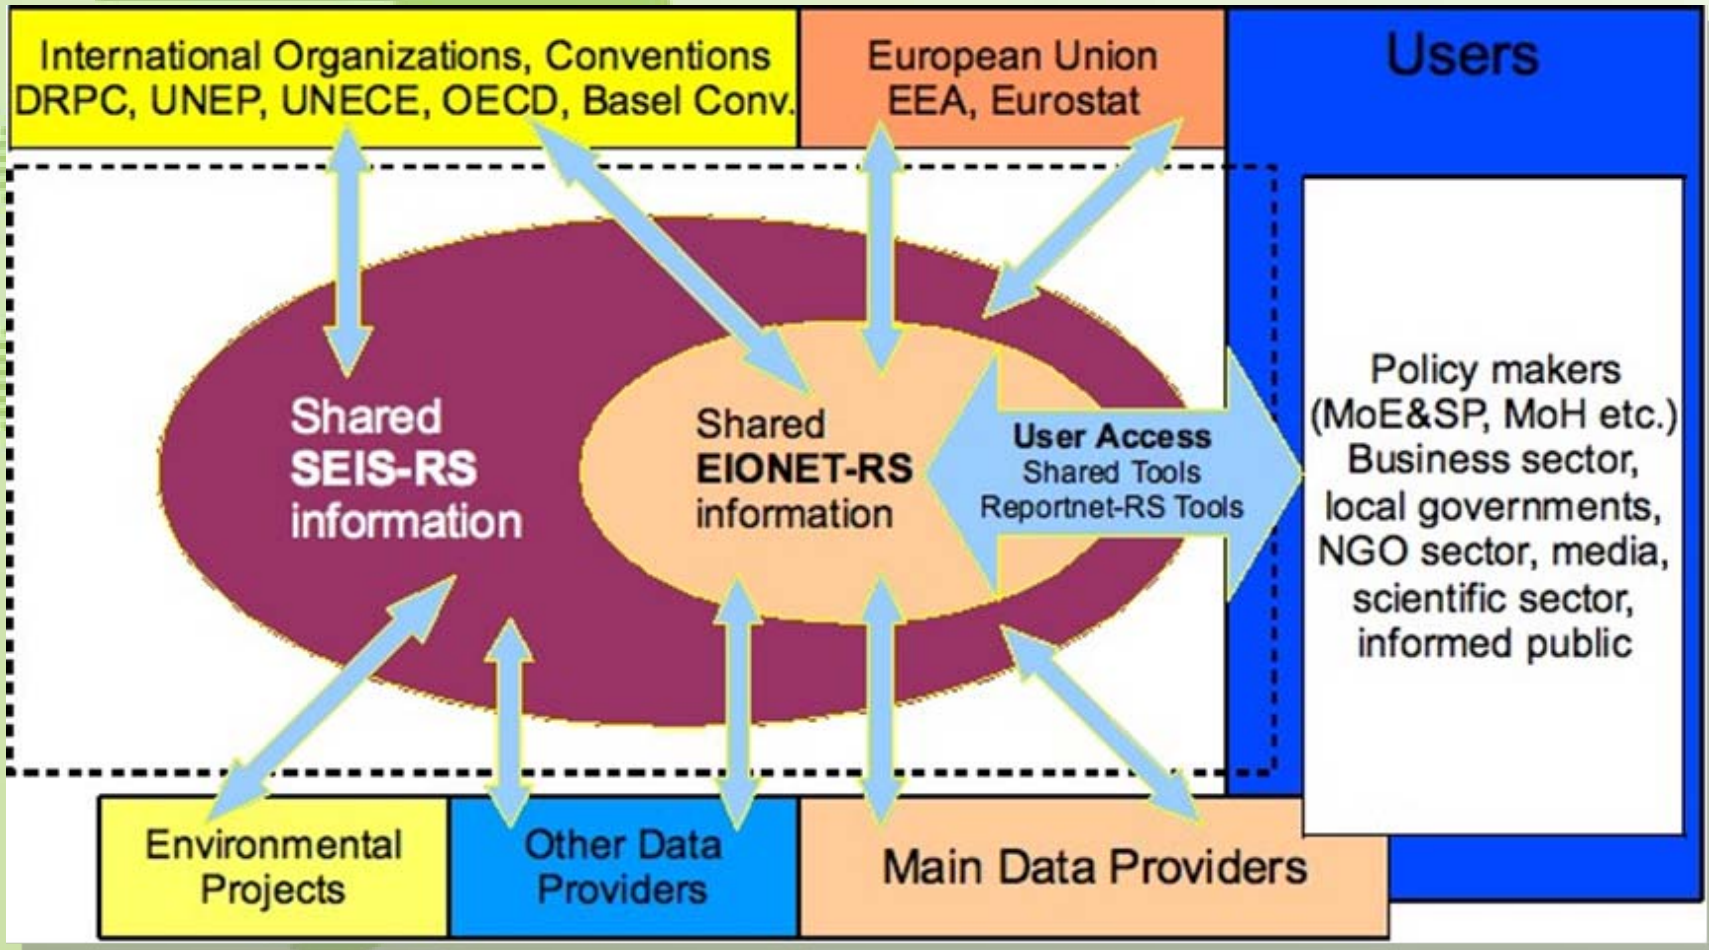 International Organizations, Conventions
DRPC, UNEP, UNECE, OECD, Basel Conv.
European Union
EEA, Eurostat
Users
Shared
SEIS-RS
information
Shared
EIONET-RS
information
User Access
Shared Tools
Reportnet-RS Tools
Policy makers
(MoE&SP, MoH etc.)
Business sector,
local governments,
NGO sector, media,
scientific sector,
informed public
Environmental
Projects
Other Data
Providers
Main Data Providers